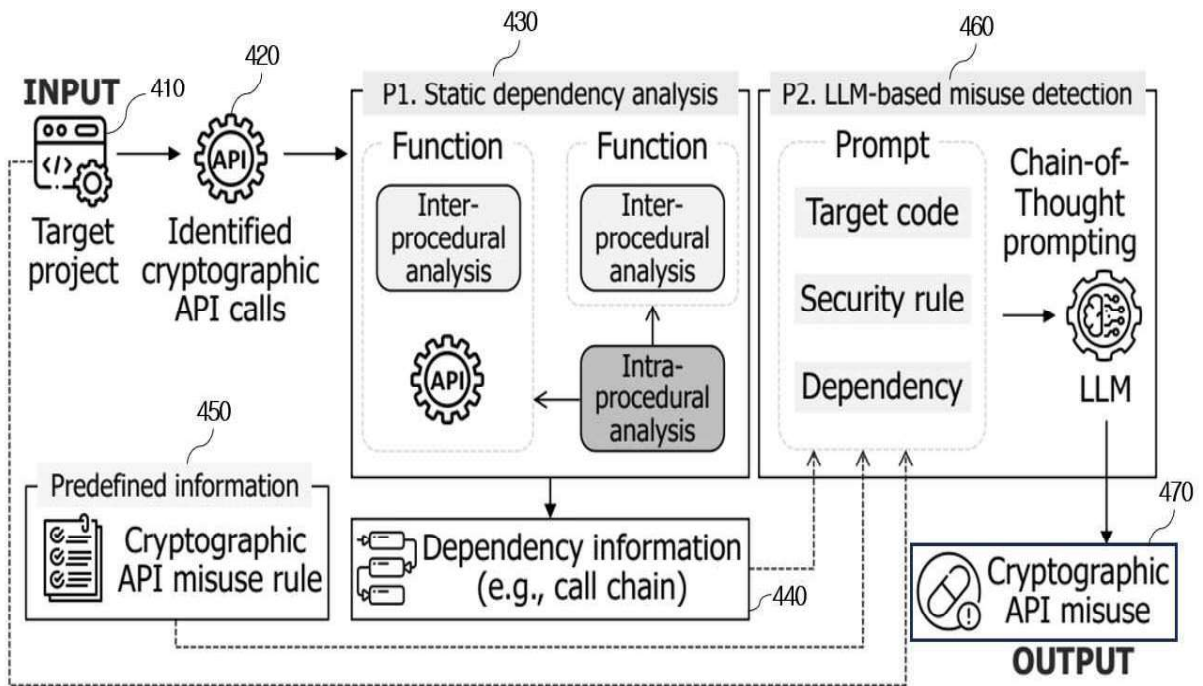 430
460
420
INPUT
410
P1. Static dependency analysis
P2. LLM-based misuse detection
API
Function
Function
Prompt
Chain-of-
Thought
prompting
Inter-
procedural
analysis
Inter-
procedural
analysis
Target code
Target
project
Identified
cryptographic
API calls
Security rule
API
Intra-
procedural
analysis
Dependency
LLM
450
Predefined information
470
Cryptographic
API misuse rule
Dependency information
(e.g., call chain)
440
Cryptographic
API misuse
OUTPUT